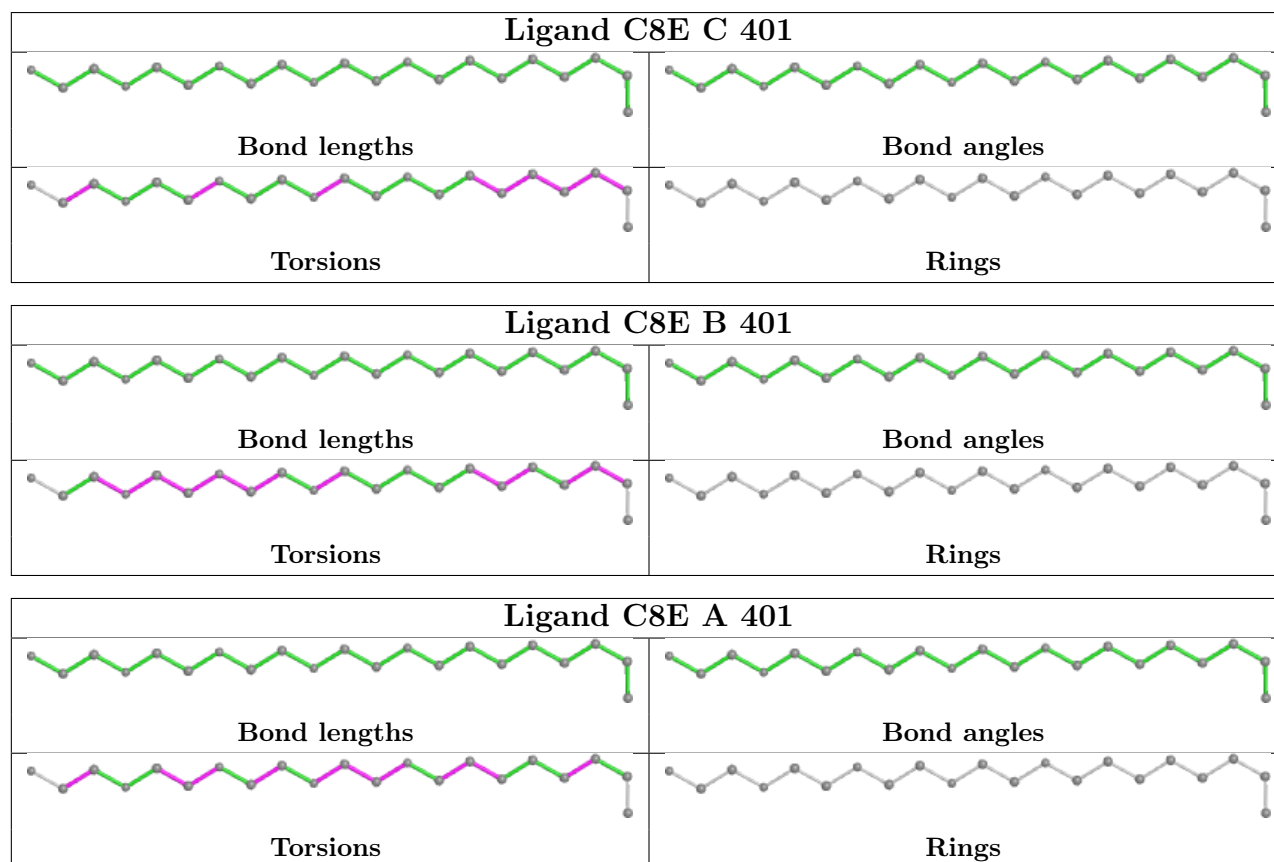 Ligand C8E C 401
Bond lengths
Bond angles
Torsions
Rings
Ligand C8E B 401
Bond lengths
Bond angles
Torsions
Rings
Ligand C8E A 401
Bond lengths
Bond angles
Torsions
Rings